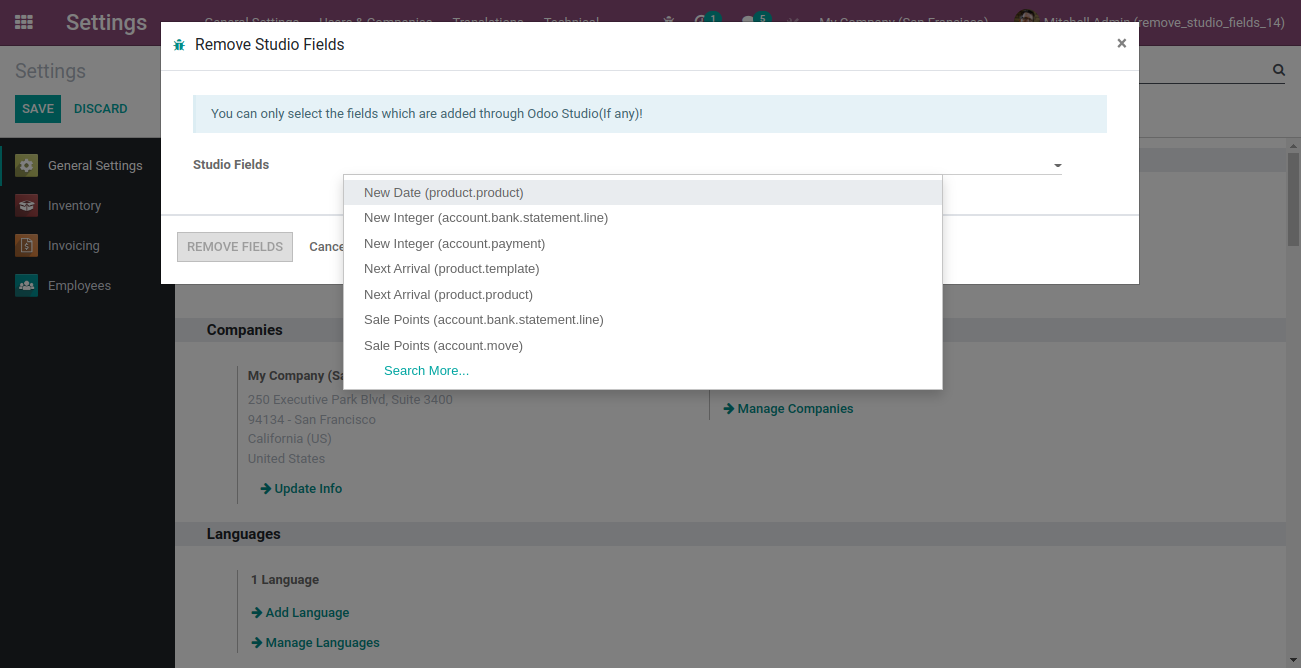 Settings
General Settings Users & Companies Translations Technical 1 5 My Company (San Francisco) Mitchell Admin (remove_studio_fields_14)
Remove Studio Fields ×
Settings
SAVE DISCARD
You can only select the fields which are added through Odoo Studio(If any)!
General Settings
Inventory
Invoicing
Employees
Studio Fields
New Date (product.product)
New Integer (account.bank.statement.line)
New Integer (account.payment)
Next Arrival (product.template)
Next Arrival (product.product)
Sale Points (account.bank.statement.line)
Sale Points (account.move)
Search More...
REMOVE FIELDS Cance
Companies
My Company (Sa
250 Executive Park Blvd, Suite 3400
94134 - San Francisco
California (US)
United States
Update Info
Manage Companies
Languages
1 Language
Add Language
Manage Languages